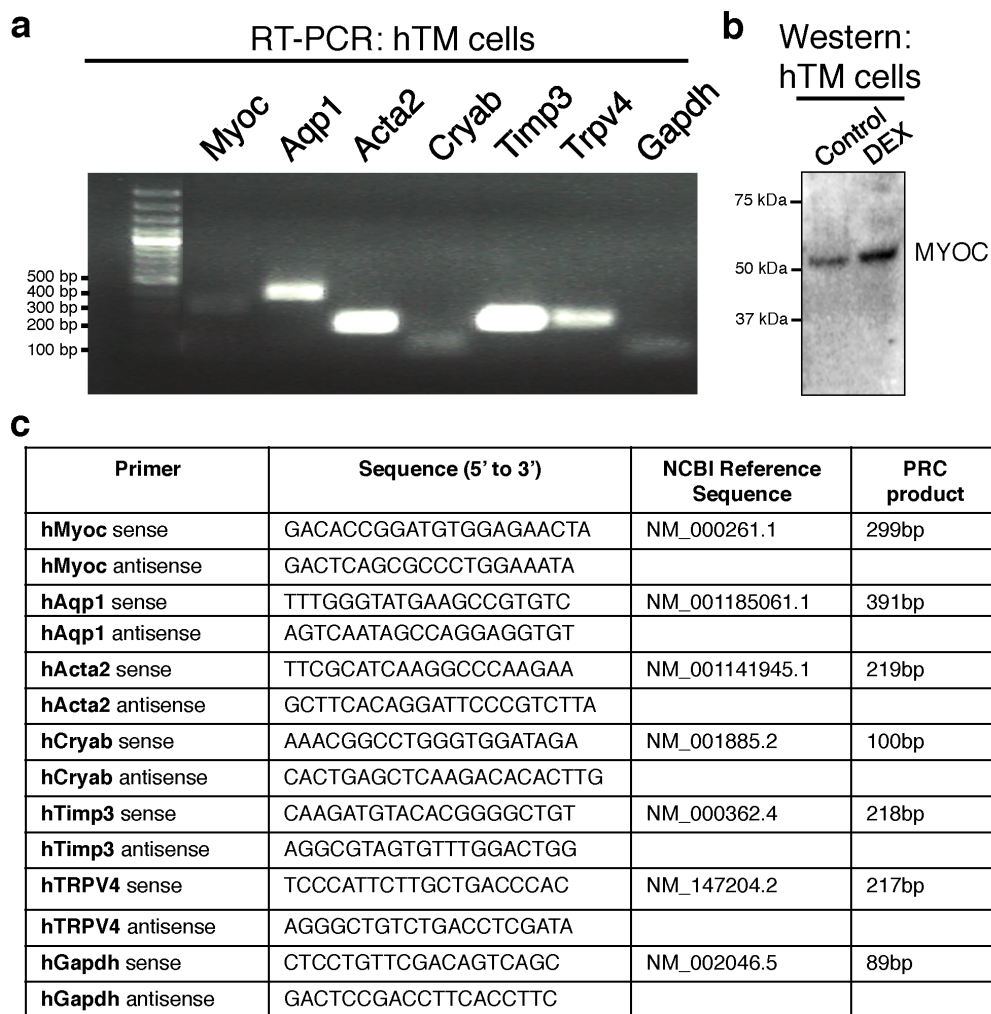 a
RT-PCR: hTM cells
Myoc Aqp1 Acta2 Cryab Timp3 Trpv4 Gapdh
500 bp
400 bp
300 bp
200 bp
100 bp
b
Western:
hTM cells
Control DEX
75 kDa
50 kDa
37 kDa
MYOC
c
Primer Sequence (5’ to 3’) NCBI Reference Sequence PRC product
hMyoc sense GACACCGGATGTGGAGAACTA NM_000261.1 299bp
hMyoc antisense GACTCAGCGCCCTGGAAATA
hAqp1 sense TTTGGGTATGAAGCCGTGTC NM_001185061.1 391bp
hAqp1 antisense AGTCAATAGCCAGGAGGTGT
hActa2 sense TTCGCATCAAGGCCCAAGAA NM_001141945.1 219bp
hActa2 antisense GCTTCACAGGATTCCCGTCTTA
hCryab sense AAACGGCCTGGGTGGATAGA NM_001885.2 100bp
hCryab antisense CACTGAGCTCAAGACACACTTG
hTimp3 sense CAAGATGTACACGGGGCTGT NM_000362.4 218bp
hTimp3 antisense AGGCGTAGTGTTTGGACTGG
hTRPV4 sense TCCCATTCTTGCTGACCCAC NM_147204.2 217bp
hTRPV4 antisense AGGGCTGTCTGACCTCGATA
hGapdh sense CTCCTGTTCGACAGTCAGC NM_002046.5 89bp
hGapdh antisense GACTCCGACCTTCACCTTC